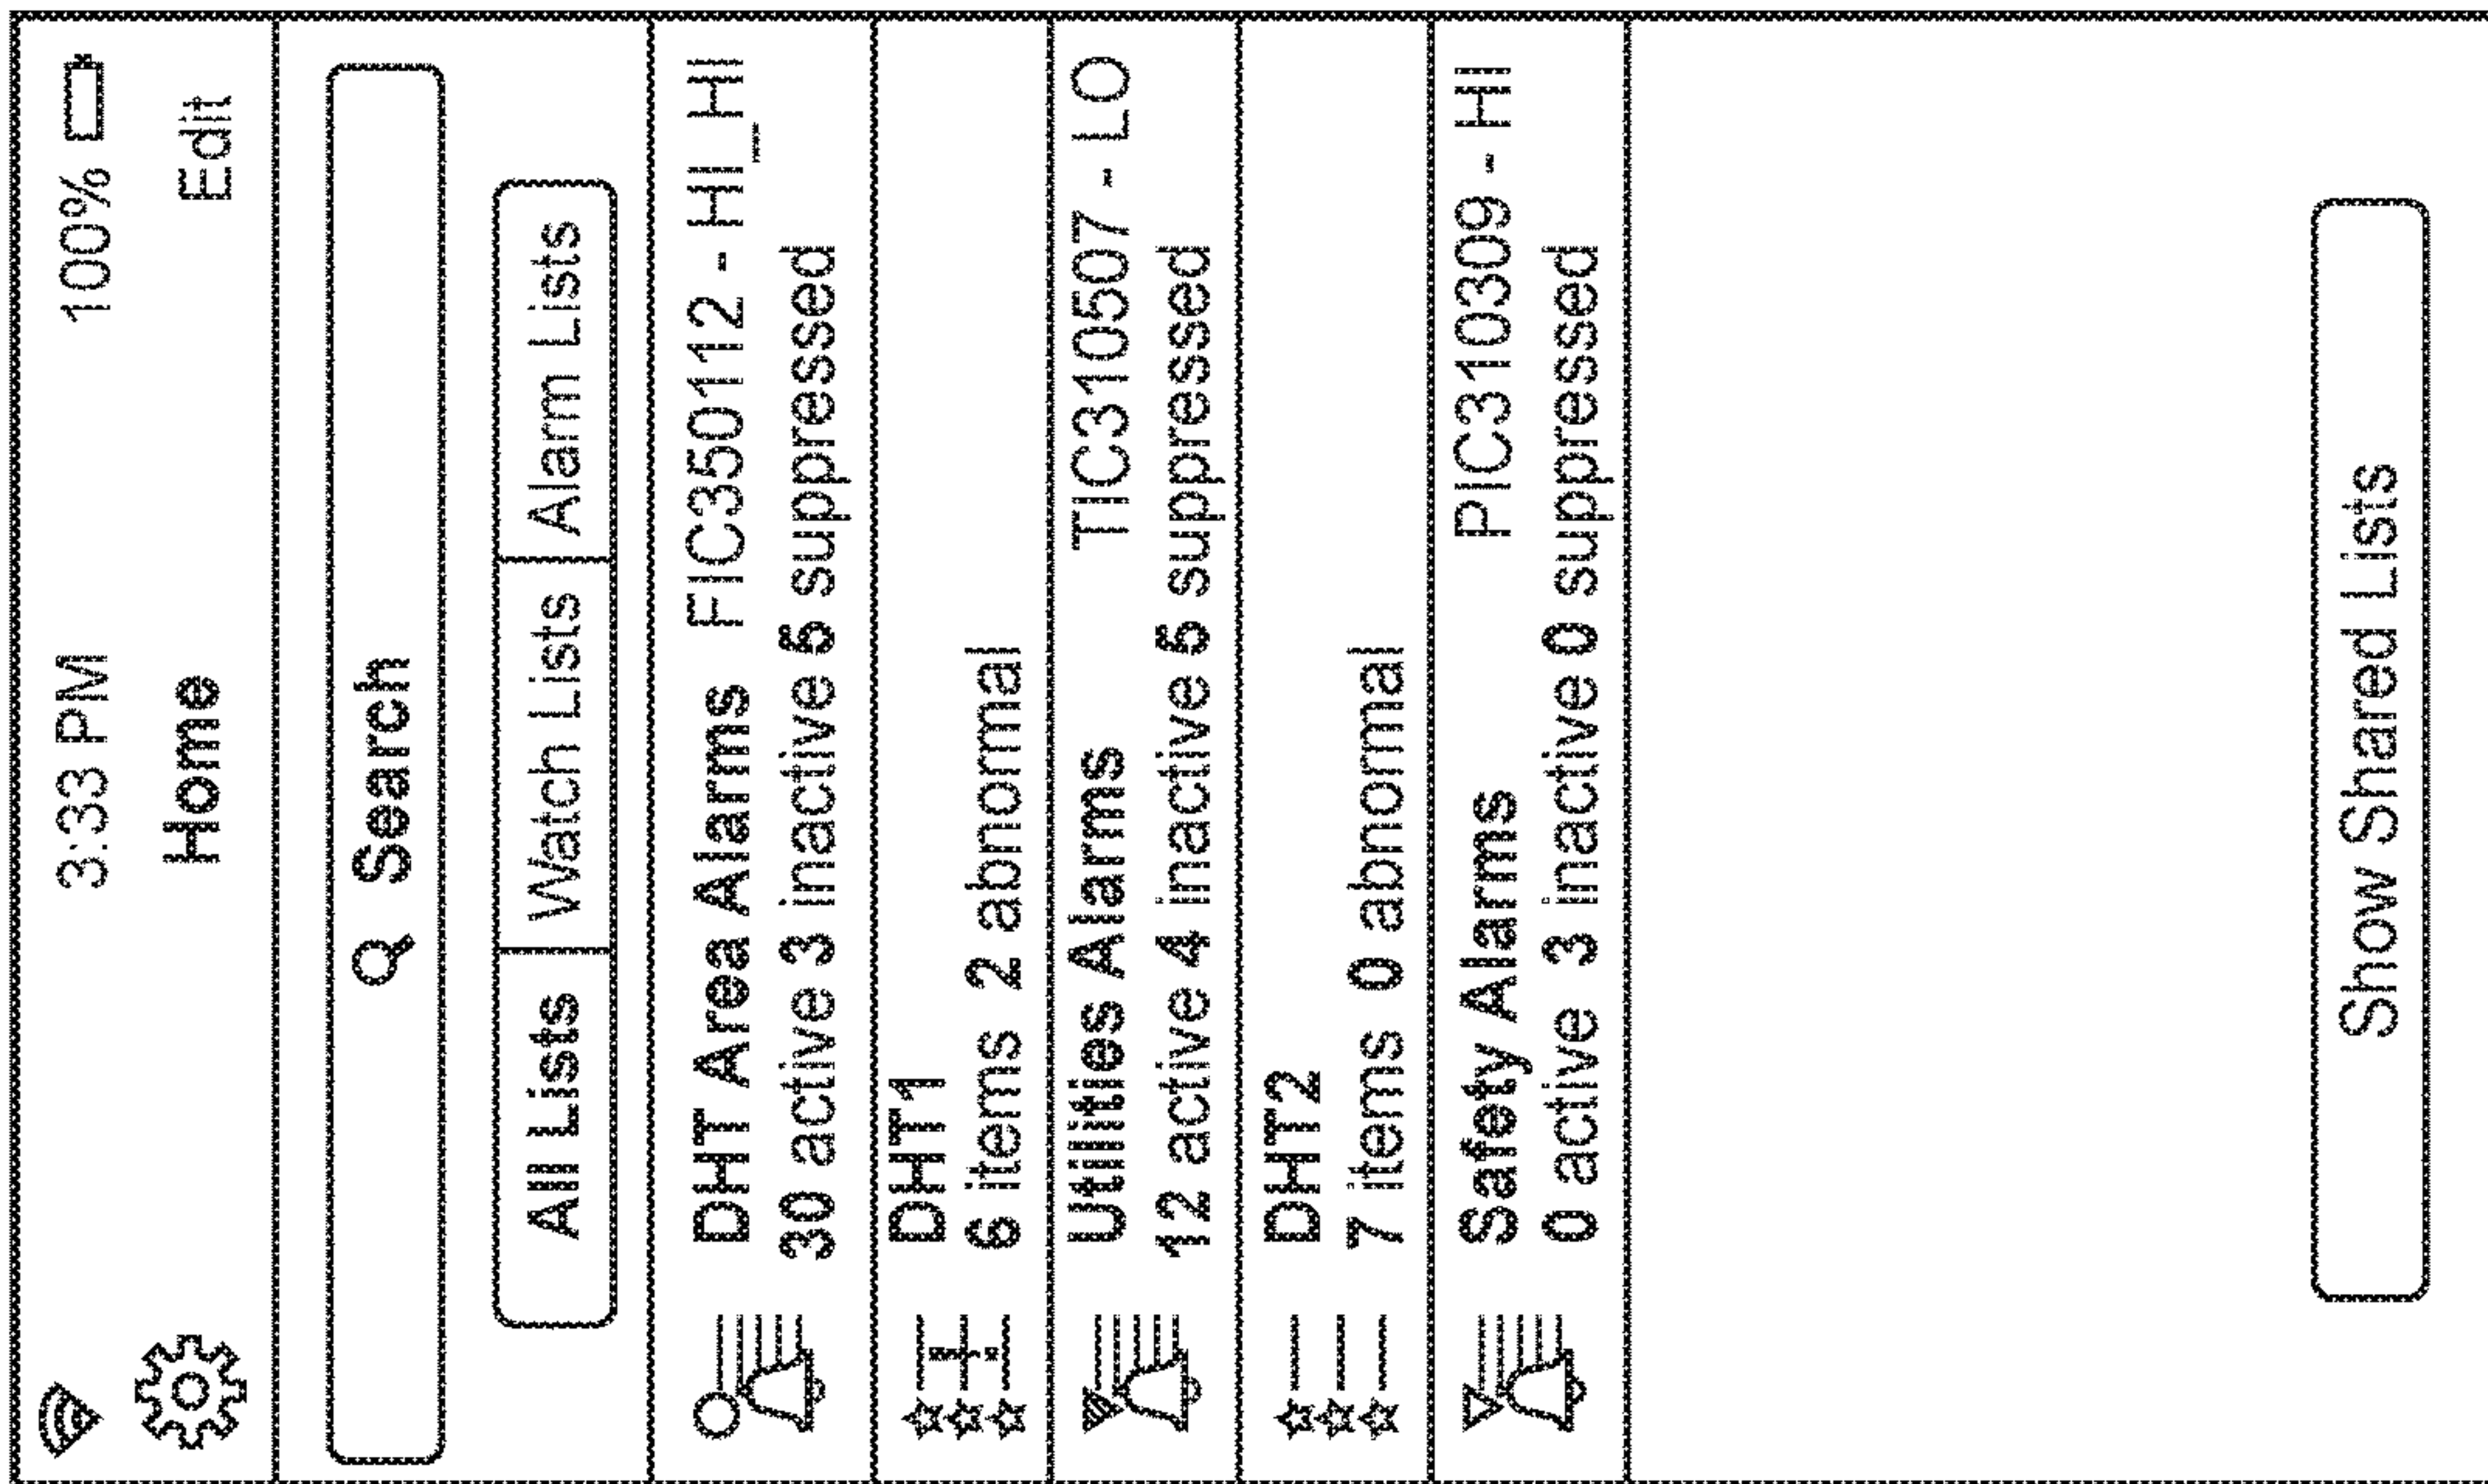 3:33 PM 100%
Home Edit
Search
All Lists Watch Lists Alarm Lists
DHT Area Alarms FIC350112 - HI_HI
30 active 3 inactive 5 suppressed
DHT1
6 items 2 abnormal
Utilities Alarms TIC310507 - LO
12 active 4 inactive 5 suppressed
DHT2
7 items 0 abnormal
Safety Alarms PIC310309 - HI
0 active 3 inactive 0 suppressed
Show Shared Lists